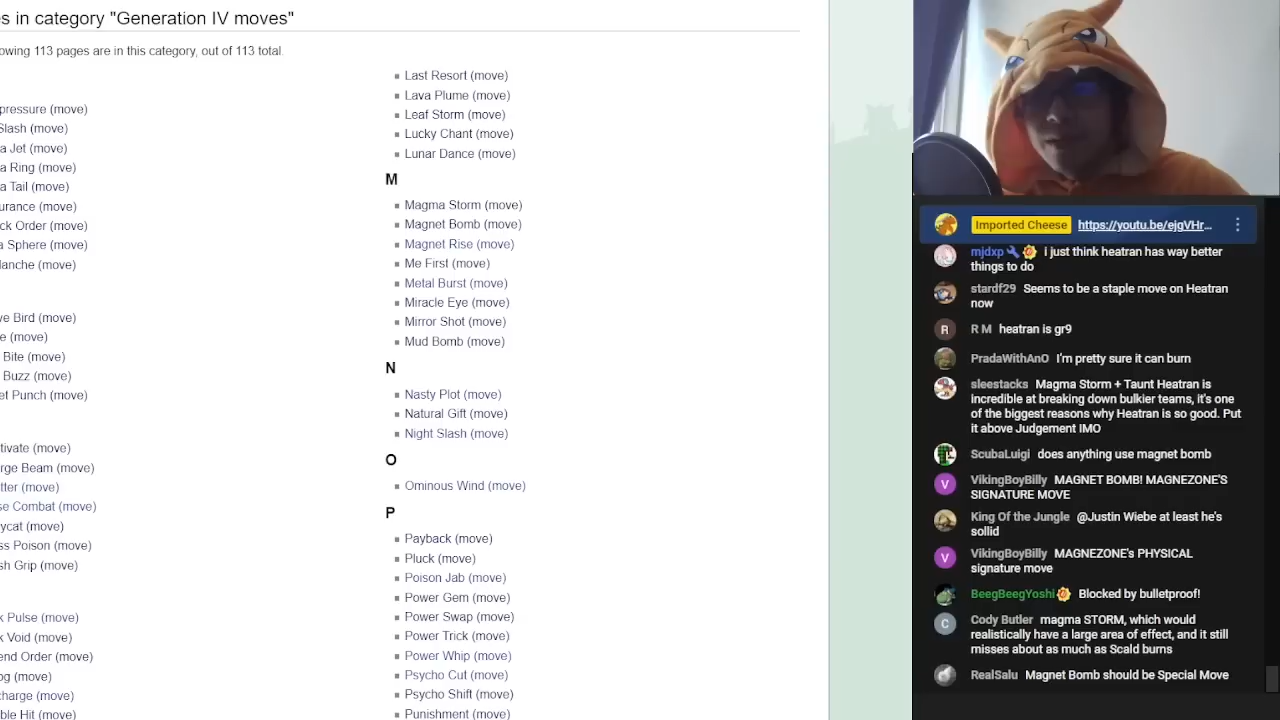 s in category "Generation IV moves"
owing 113 pages are in this category, out of 113 total.
pressure (move)
Slash (move)
a Jet (move)
a Ring (move)
a Tail (move)
urance (move)
ck Order (move)
a Sphere (move)
lanche (move)
ve Bird (move)
e (move)
Bite (move)
Buzz (move)
et Punch (move)
tivate (move)
rge Beam (move)
tter (move)
se Combat (move)
ycat (move)
ss Poison (move)
sh Grip (move)
k Pulse (move)
k Void (move)
end Order (move)
og (move)
charge (move)
ble Hit (move)
Last Resort (move)
Lava Plume (move)
Leaf Storm (move)
Lucky Chant (move)
Lunar Dance (move)
M
Magma Storm (move)
Magnet Bomb (move)
Magnet Rise (move)
Me First (move)
Metal Burst (move)
Miracle Eye (move)
Mirror Shot (move)
Mud Bomb (move)
N
Nasty Plot (move)
Natural Gift (move)
Night Slash (move)
O
Ominous Wind (move)
P
Payback (move)
Pluck (move)
Poison Jab (move)
Power Gem (move)
Power Swap (move)
Power Trick (move)
Power Whip (move)
Psycho Cut (move)
Psycho Shift (move)
Punishment (move)
Imported Cheese https://youtu.be/ejgVHr...
mjdxp i just think heatran has way better
things to do
stardf29 Seems to be a staple move on Heatran
now
R
R M heatran is gr9
PradaWithAnO I'm pretty sure it can burn
sleestacks Magma Storm + Taunt Heatran is
incredible at breaking down bulkier teams, it's one
of the biggest reasons why Heatran is so good. Put
it above Judgement IMO
ScubaLuigi does anything use magnet bomb
V
VikingBoyBilly MAGNET BOMB! MAGNEZONE'S
SIGNATURE MOVE
King Of the Jungle @Justin Wiebe at least he's
sollid
V
VikingBoyBilly MAGNEZONE's PHYSICAL
signature move
BeegBeegYoshi Blocked by bulletproof!
C
Cody Butler magma STORM, which would
realistically have a large area of effect, and it still
misses about as much as Scald burns
RealSalu Magnet Bomb should be Special Move